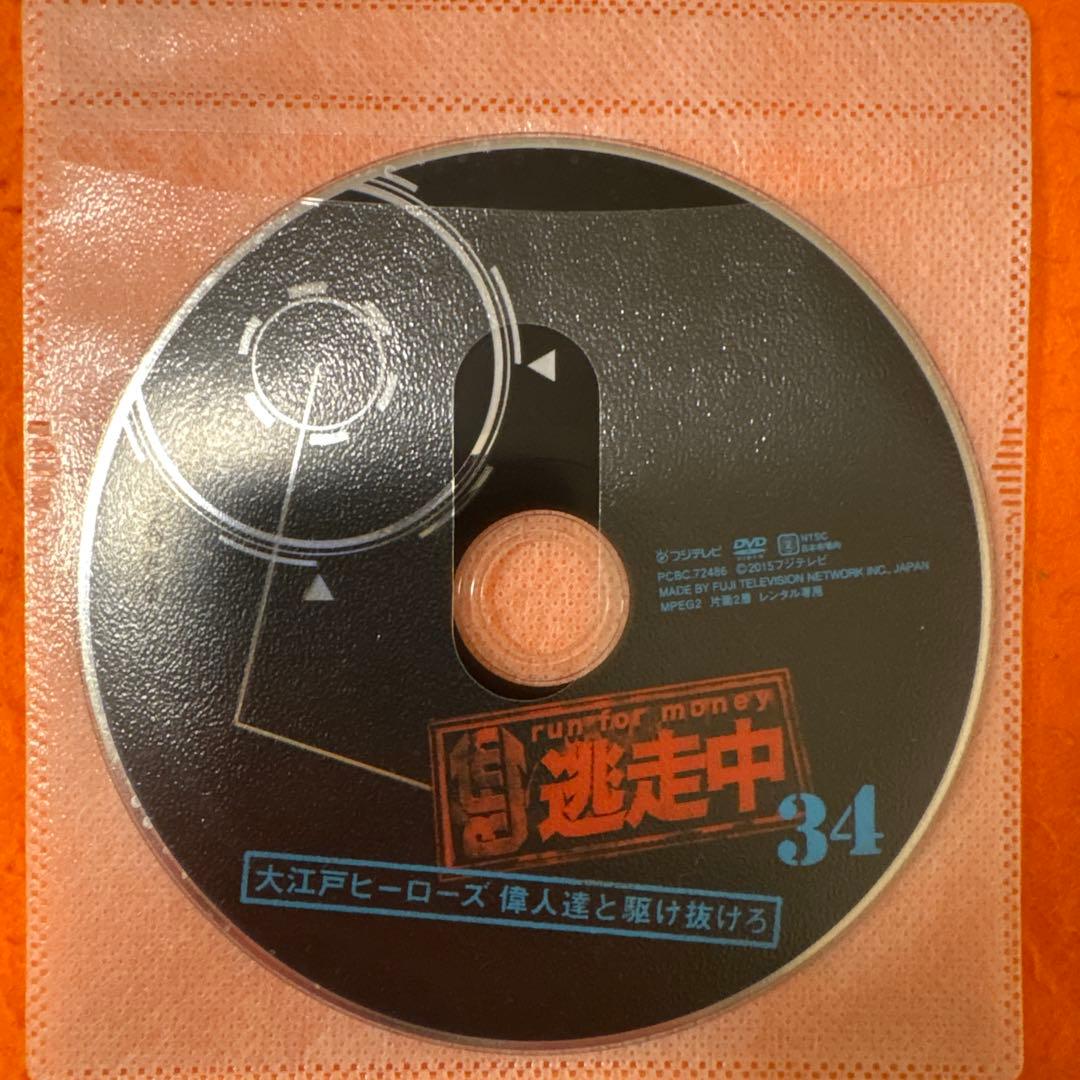 フジテレビ DVD VIDEO 2 NTSC 日本市場向
PCBC.72486 ©2015フジテレビ
MADE BY FUJI TELEVISION NETWORK INC., JAPAN
MPEG2 片面2層 レンタル専用
run for money
逃走中
34
大江戸ヒーローズ 偉人達と駆け抜けろ